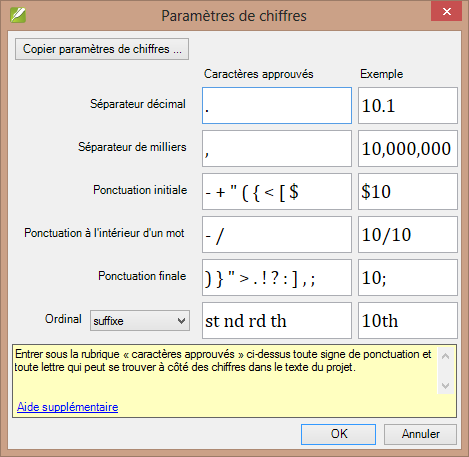 Paramètres de chiffres
Copier paramètres de chiffres ...
Caractères approuvés Exemple
Séparateur décimal . 10.1
Séparateur de milliers , 10,000,000
Ponctuation initiale - + " ( { < [ $ $10
Ponctuation à l'intérieur d'un mot - / 10/10
Ponctuation finale ) } " > . ! ? : ] , ; 10;
Ordinal suffixe st nd rd th 10th
Entrer sous la rubrique « caractères approuvés » ci-dessus toute signe de ponctuation et
toute lettre qui peut se trouver à côté des chiffres dans le texte du projet.
Aide supplémentaire
OK Annuler